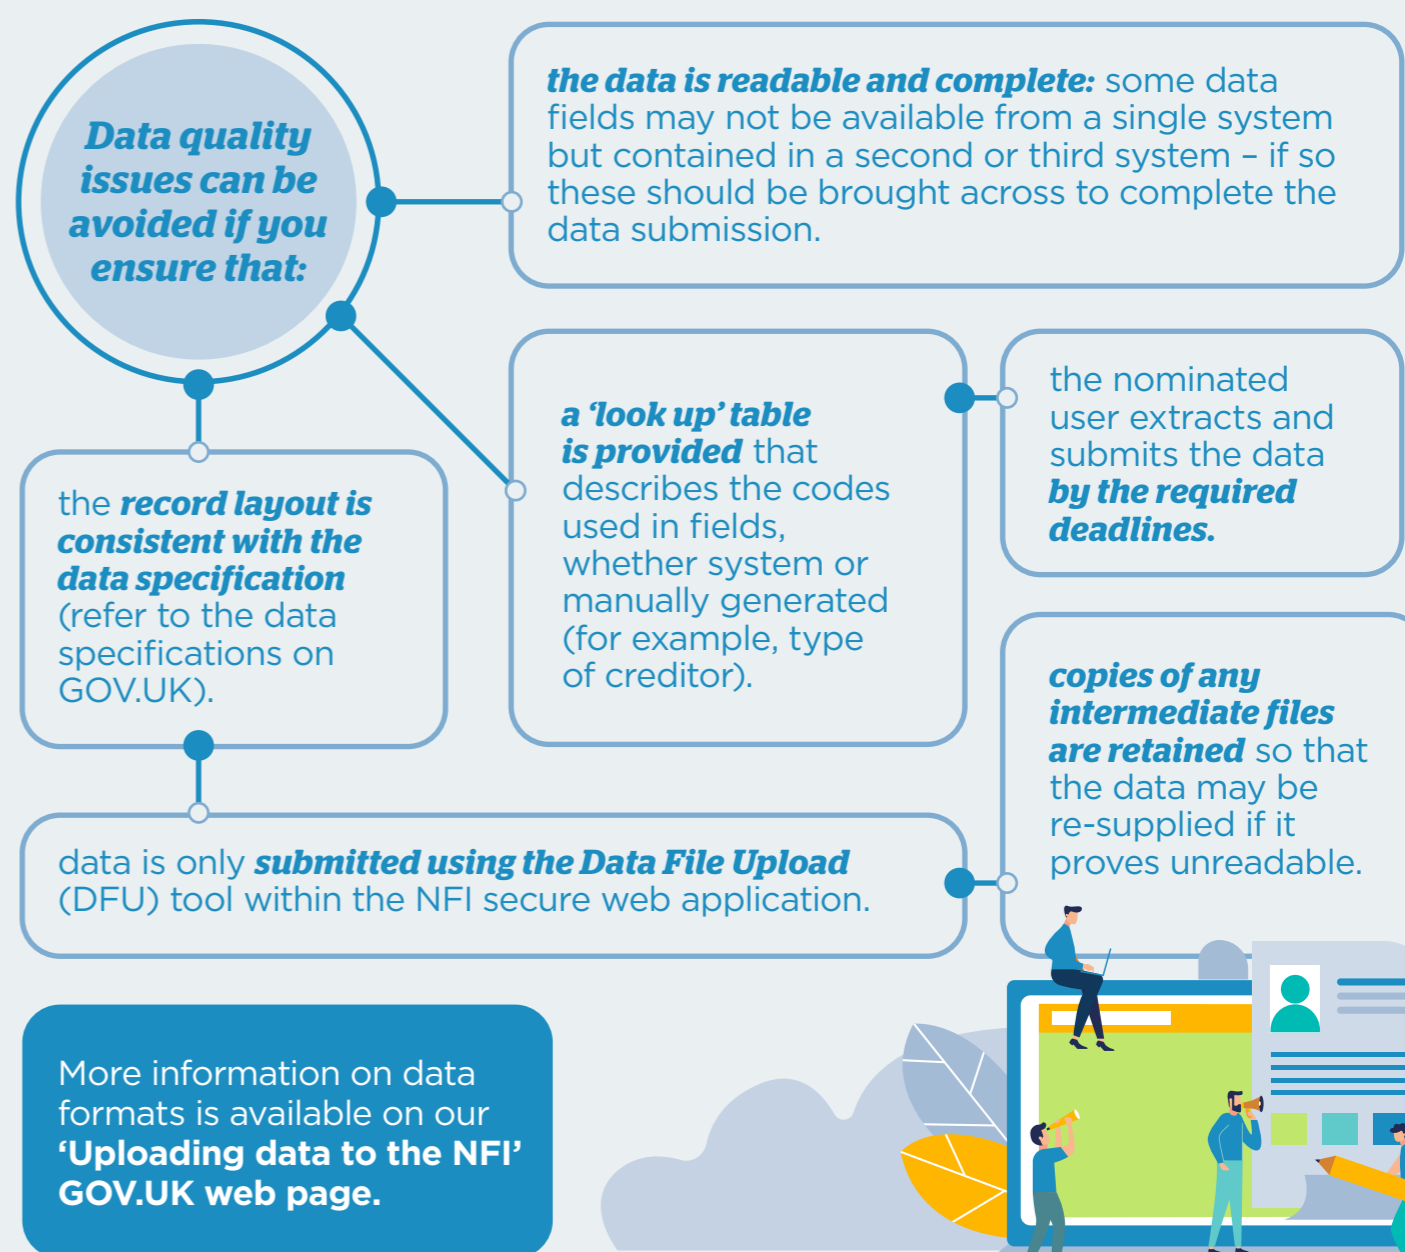 Data quality
issues can be
avoided if you
ensure that:
the data is readable and complete: some data
fields may not be available from a single system
but contained in a second or third system – if so
these should be brought across to complete the
data submission.
a ‘look up’ table
is provided that
describes the codes
used in fields,
whether system or
manually generated
(for example, type
of creditor).
the nominated
user extracts and
submits the data
by the required
deadlines.
the record layout is
consistent with the
data specification
(refer to the data
specifications on
GOV.UK).
data is only submitted using the Data File Upload
(DFU) tool within the NFI secure web application.
copies of any
intermediate files
are retained so that
the data may be
re-supplied if it
proves unreadable.
More information on data
formats is available on our
‘Uploading data to the NFI’
GOV.UK web page.